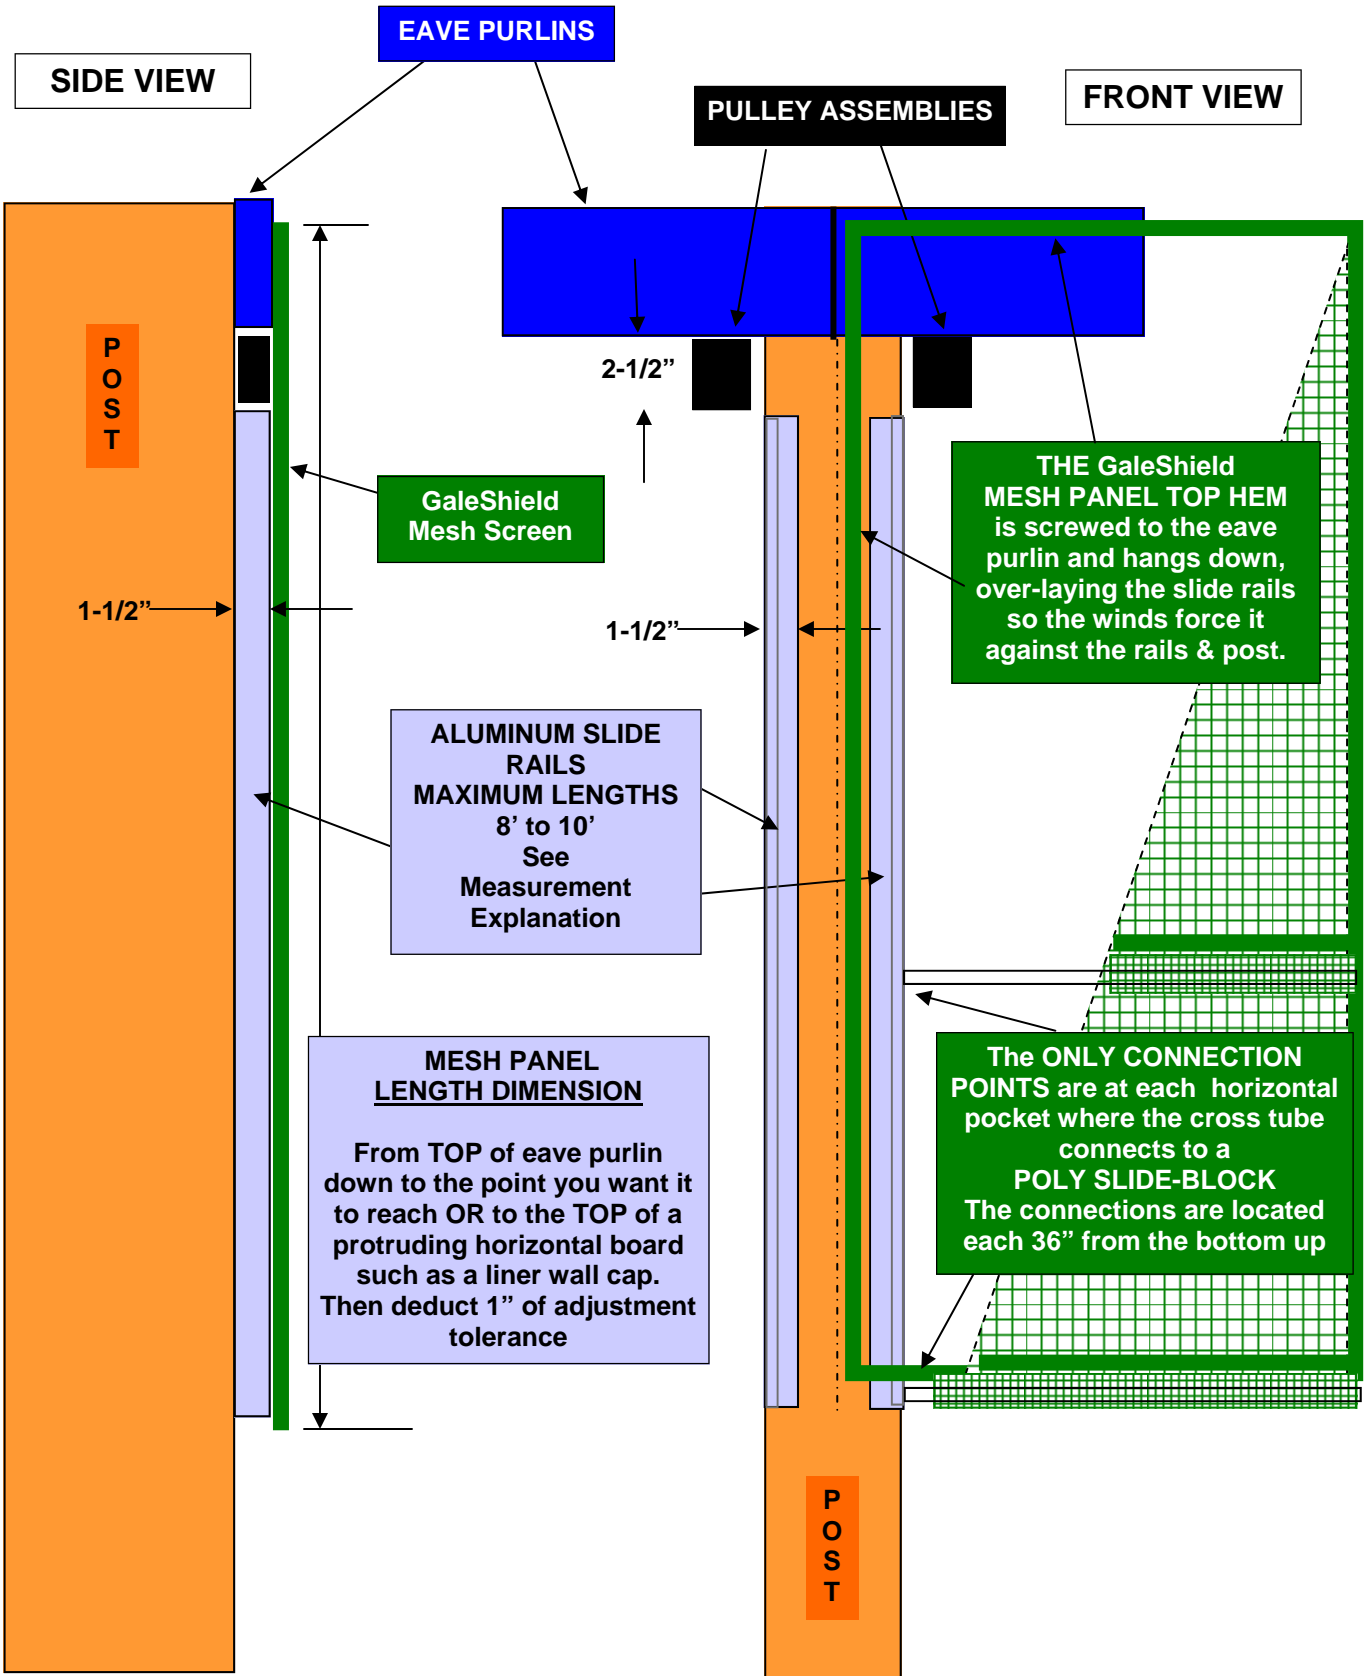 EAVE PURLINS
SIDE VIEW
PULLEY ASSEMBLIES
FRONT VIEW
P
O
S
T
2-1/2”
GaleShield
Mesh Screen
THE GaleShield
MESH PANEL TOP HEM
is screwed to the eave
purlin and hangs down,
over-laying the slide rails
so the winds force it
against the rails & post.
1-1/2”
1-1/2”
ALUMINUM SLIDE
RAILS
MAXIMUM LENGTHS
8’ to 10’
See
Measurement
Explanation
MESH PANEL
LENGTH DIMENSION
From TOP of eave purlin
down to the point you want it
to reach OR to the TOP of a
protruding horizontal board
such as a liner wall cap.
Then deduct 1” of adjustment
tolerance
The ONLY CONNECTION
POINTS are at each horizontal
pocket where the cross tube
connects to a
POLY SLIDE-BLOCK
The connections are located
each 36” from the bottom up
P
O
S
T